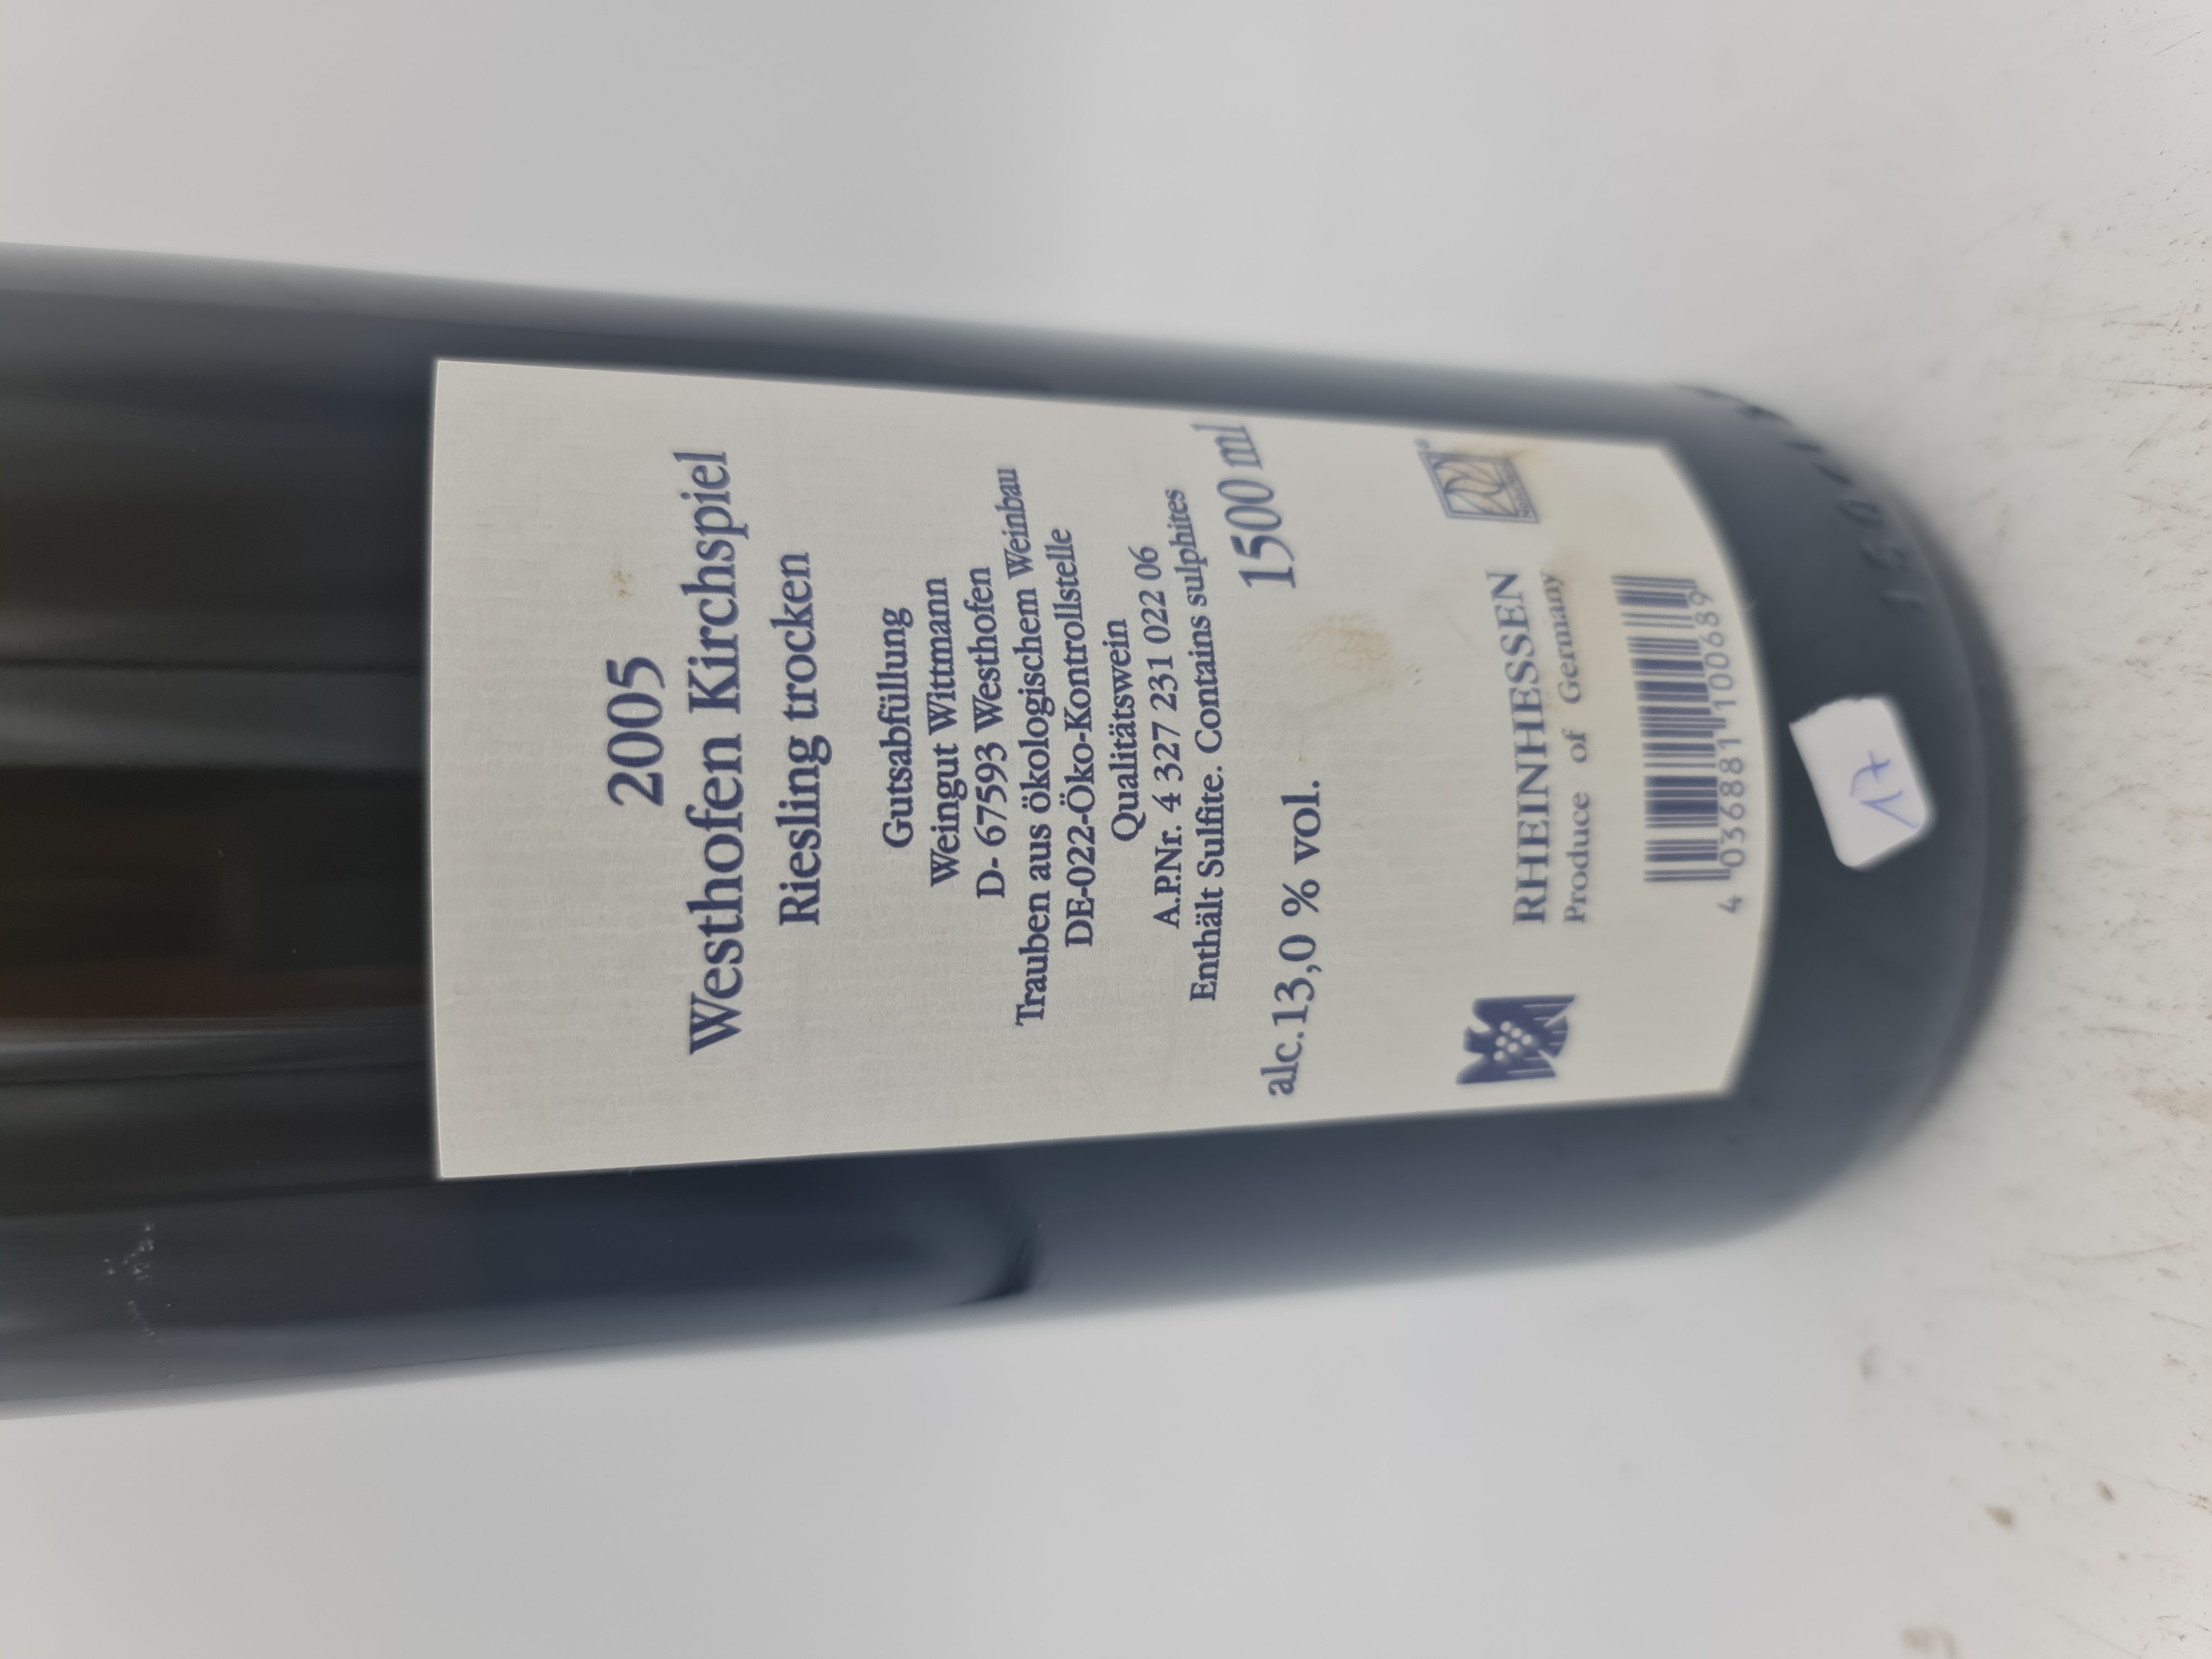 2005
Westhofen Kirchspiel
Riesling trocken
Gutsabfüllung
Weingut Wittmann
D- 67593 Westhofen
Trauben aus ökologischem Weinbau
DE-022-Öko-Kontrollstelle
Qualitätswein
A.P.Nr. 4 327 231 022 06
Enthält Sulfite. Contains sulphites
alc.13,0 % vol. 1500 ml
RHEINHESSEN
Produce of Germany
4 036881 100689
17